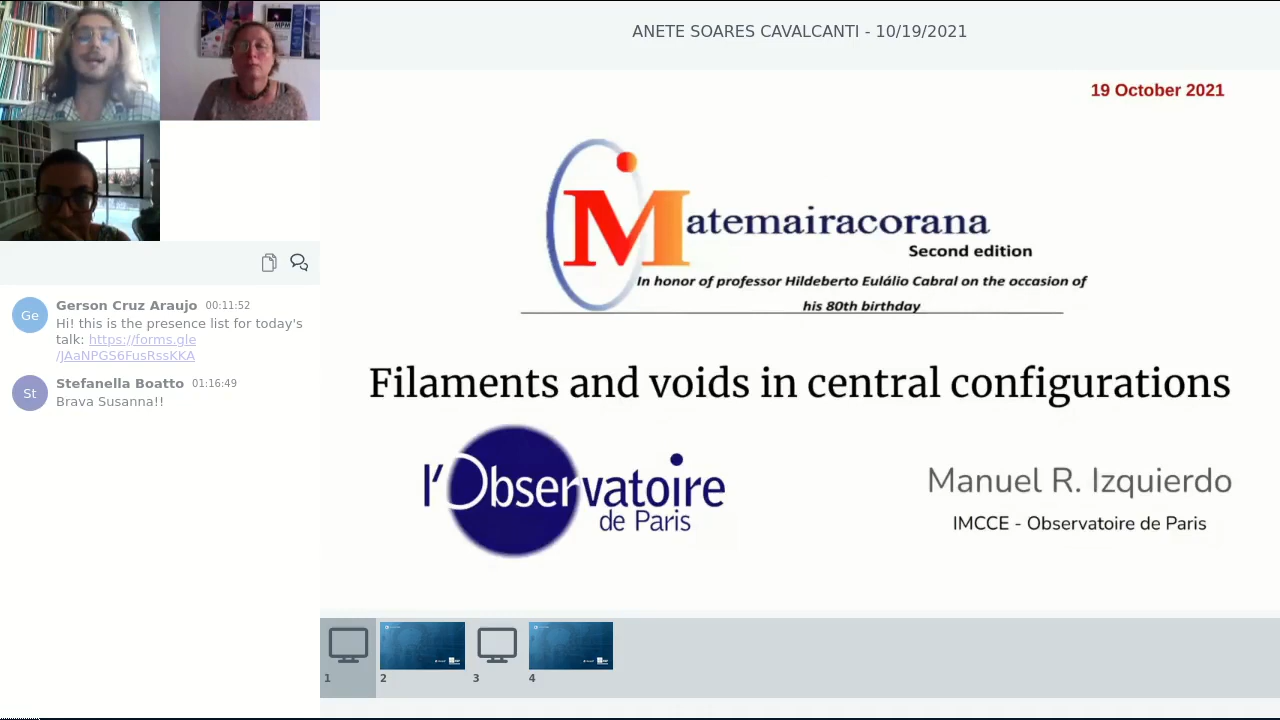 ANETE SOARES CAVALCANTI - 10/19/2021
MPM
Ge
Gerson Cruz Araujo 00:11:52
Hi! this is the presence list for today's
talk: https://forms.gle
/JAaNPGS6FusRssKKA
St
Stefanella Boatto 01:16:49
Brava Susanna!!
19 October 2021
Matemairacorana
Second edition
In honor of professor Hildeberto Eulálio Cabral on the occasion of
his 80th birthday
Filaments and voids in central configurations
l'Observatoire
de Paris
Manuel R. Izquierdo
IMCCE - Observatoire de Paris
1
2
3
4